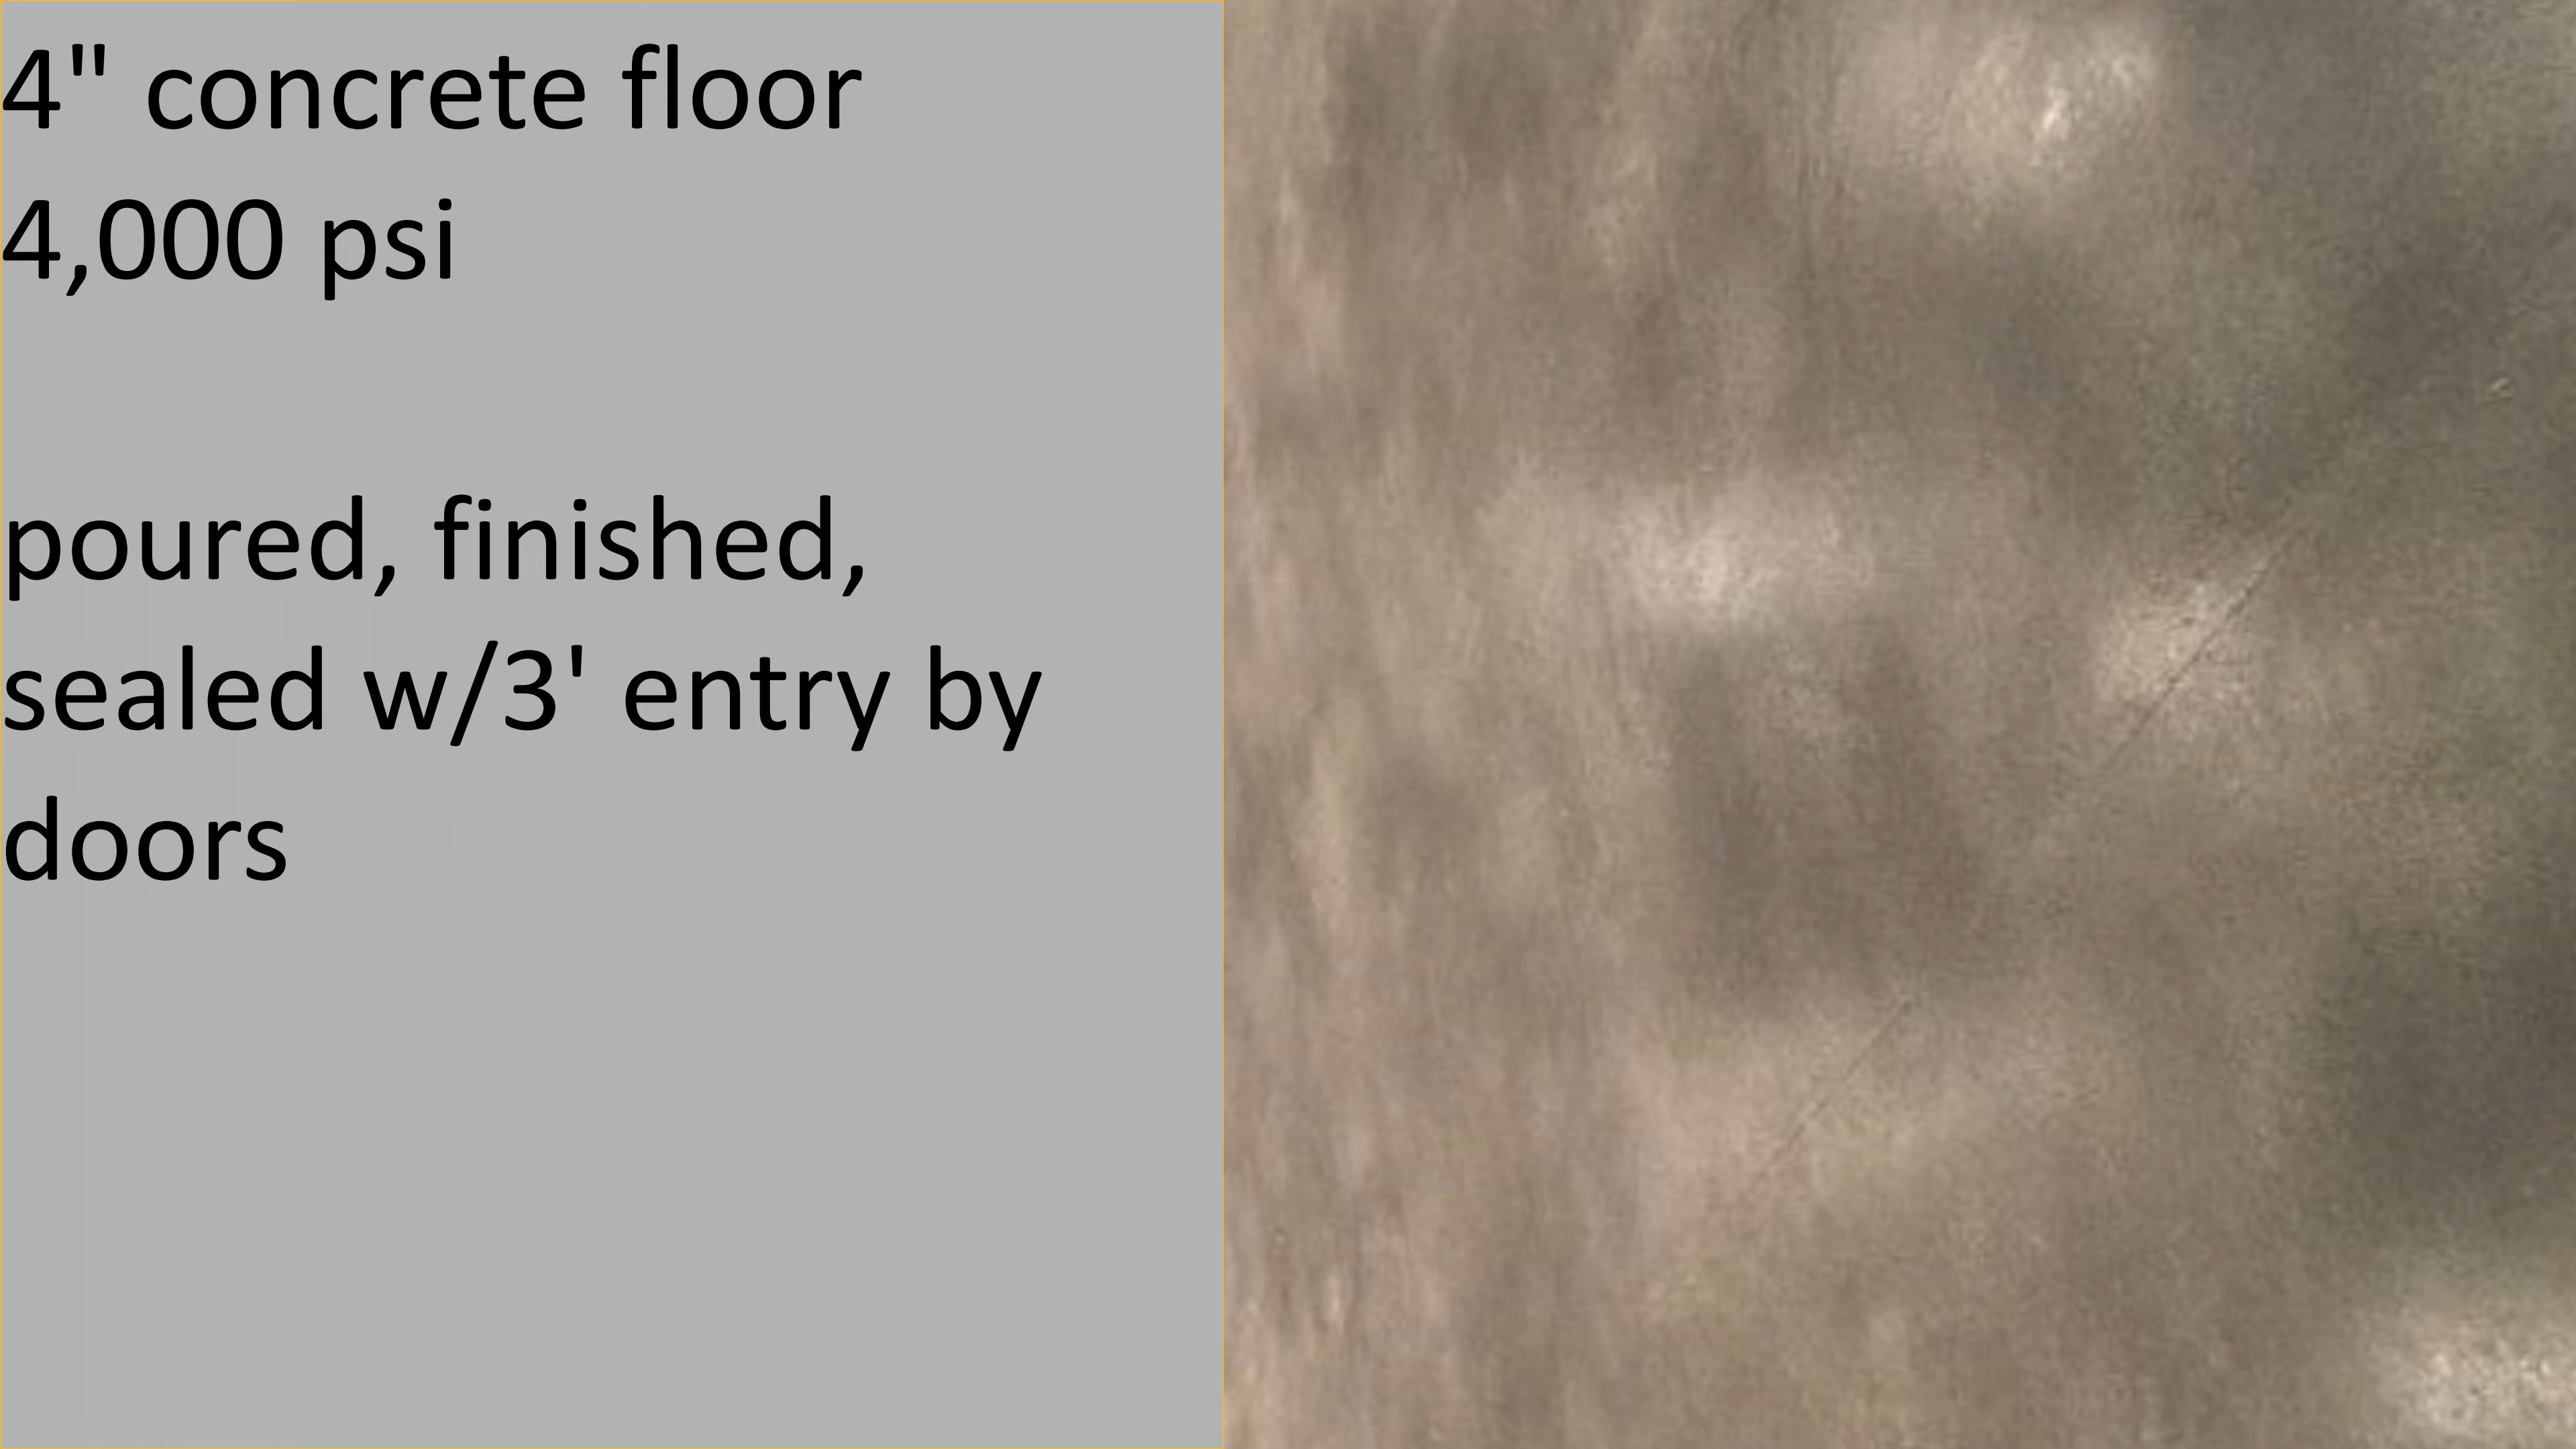 4" concrete floor
4,000 psi
poured, finished,
sealed w/3' entry by
doors